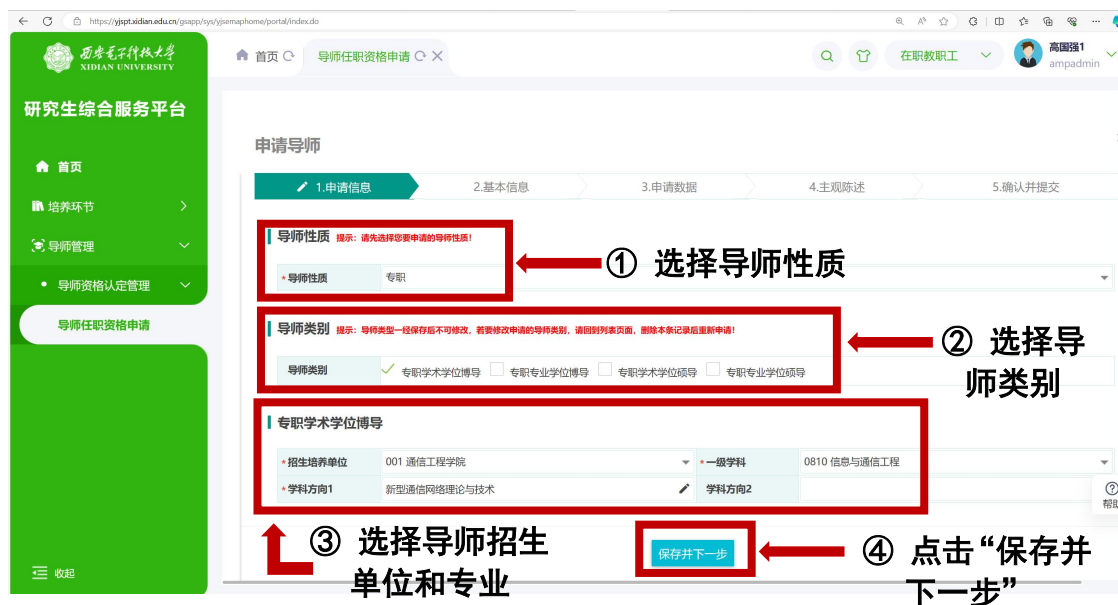 https://yjspt.xidian.edu.cn/gsapp/sys/yjsemaphome/portal/index.do
西安电子科技大学
XIDIAN UNIVERSITY
首页
导师任职资格申请
在职教职工
高国强1
ampadmin
研究生综合服务平台
首页
培养环节
导师管理
导师资格认定管理
导师任职资格申请
收起
申请导师
1.申请信息
2.基本信息
3.申请数据
4.主观陈述
5.确认并提交
导师性质 提示：请先选择您要申请的导师性质!
*导师性质 专职
① 选择导师性质
导师类别 提示：导师类型一经保存后不可修改，若要修改申请的导师类别，请回到列表页面，删除本条记录后重新申请!
导师类别 专职学术学位博导 专职专业学位博导 专职学术学位硕导 专职专业学位硕导
② 选择导
师类别
专职学术学位博导
*招生培养单位 001 通信工程学院 *一级学科 0810 信息与通信工程
*学科方向1 新型通信网络理论与技术 学科方向2
帮助
③ 选择导师招生
单位和专业
保存并下一步
④ 点击“保存并
下一步”